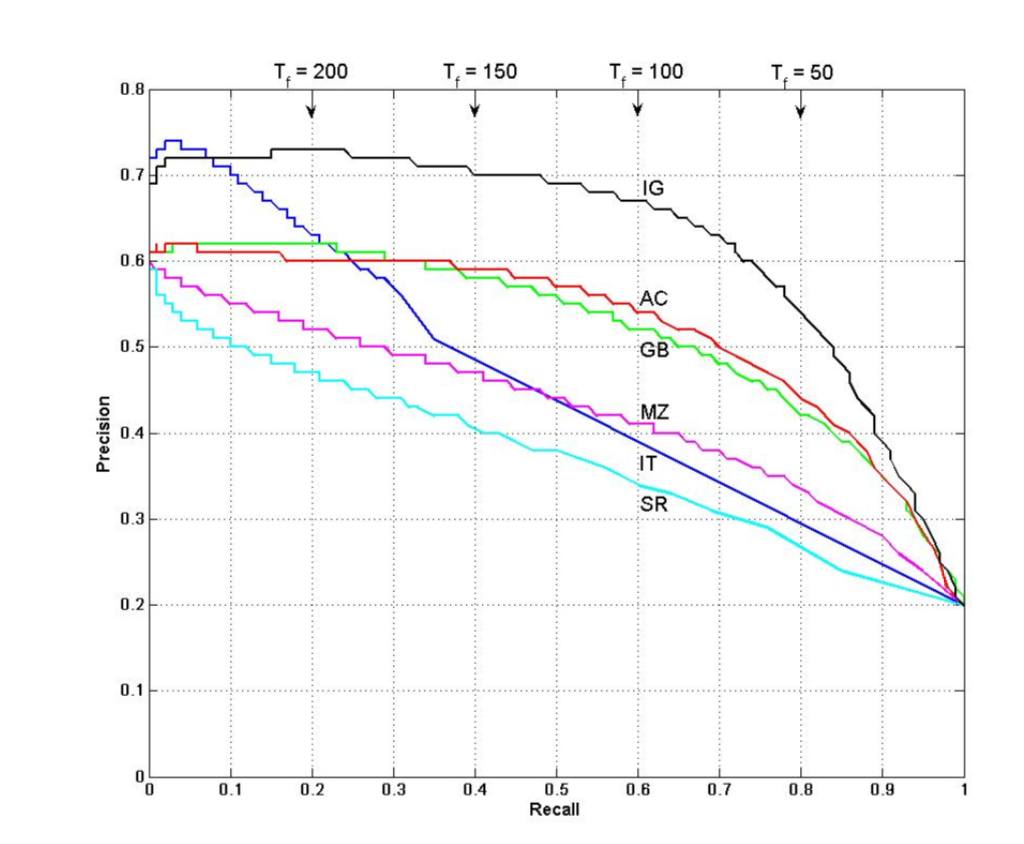 T_f = 200 T_f = 150 T_f = 100 T_f = 50
0.8
0.7
0.6
0.5
0.4
0.3
0.2
0.1
0
Precision
IG
AC
GB
MZ
IT
SR
0 0.1 0.2 0.3 0.4 0.5 0.6 0.7 0.8 0.9 1
Recall